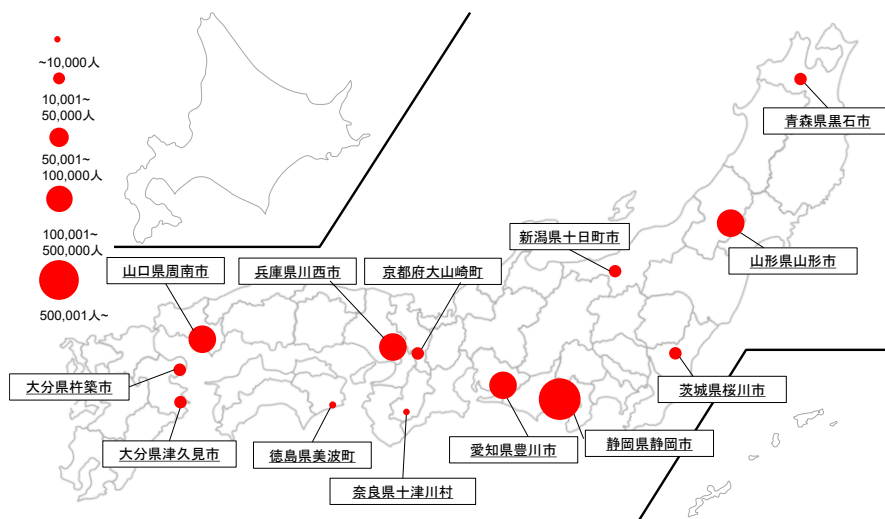 ~10,000人
10,001~
50,000人
50,001~
100,000人
100,001~
500,000人
500,001人~
青森県黒石市
新潟県十日町市
山形県山形市
山口県周南市
兵庫県川西市
京都府大山崎町
大分県杵築市
茨城県桜川市
大分県津久見市
徳島県美波町
愛知県豊川市
静岡県静岡市
奈良県十津川村